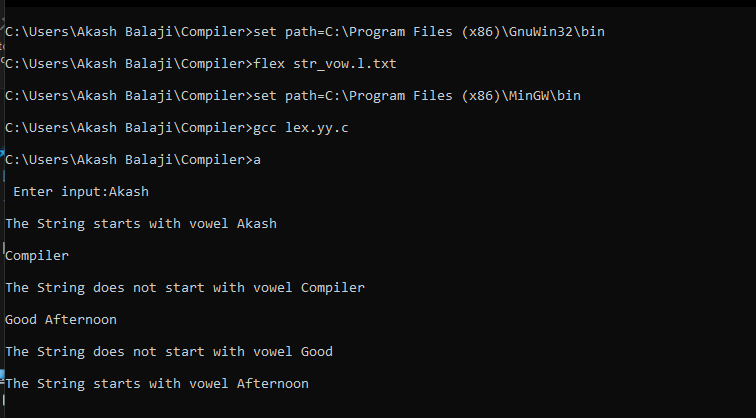 C:\Users\Akash Balaji\Compiler>set path=C:\Program Files (x86)\GnuWin32\bin
C:\Users\Akash Balaji\Compiler>flex str_vow.l.txt
C:\Users\Akash Balaji\Compiler>set path=C:\Program Files (x86)\MinGW\bin
C:\Users\Akash Balaji\Compiler>gcc lex.yy.c
C:\Users\Akash Balaji\Compiler>a
Enter input:Akash
The String starts with vowel Akash
Compiler
The String does not start with vowel Compiler
Good Afternoon
The String does not start with vowel Good
The String starts with vowel Afternoon